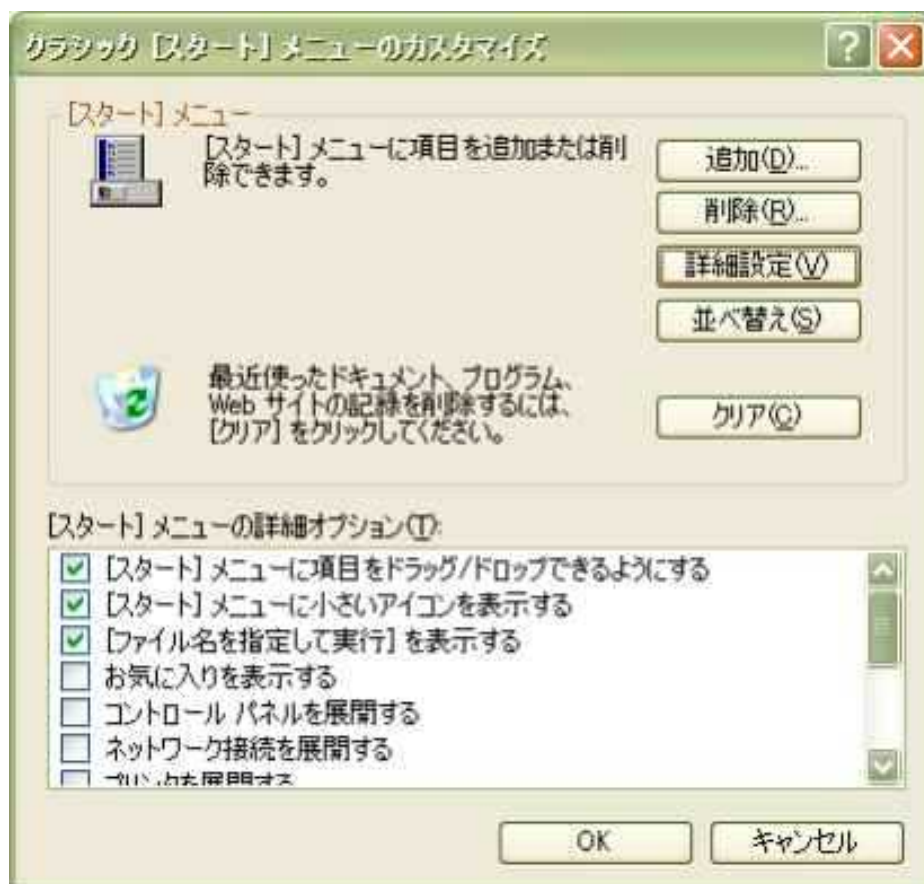 クラシック [スタート] メニューのカスタマイズ
[スタート] メニュー
[スタート] メニューに項目を追加または削
除できます。
追加(D)...
削除(R)...
詳細設定(V)
並べ替え(S)
最近使ったドキュメント、プログラム、
Web サイトの記録を削除するには、
[クリア] をクリックしてください。
クリア(C)
[スタート] メニューの詳細オプション(T):
[スタート] メニューに項目をドラッグ/ドロップできるようにする
[スタート] メニューに小さいアイコンを表示する
[ファイル名を指定して実行] を表示する
お気に入りを表示する
コントロール パネルを展開する
ネットワーク接続を展開する
プリンタを展開する
OK
キャンセル